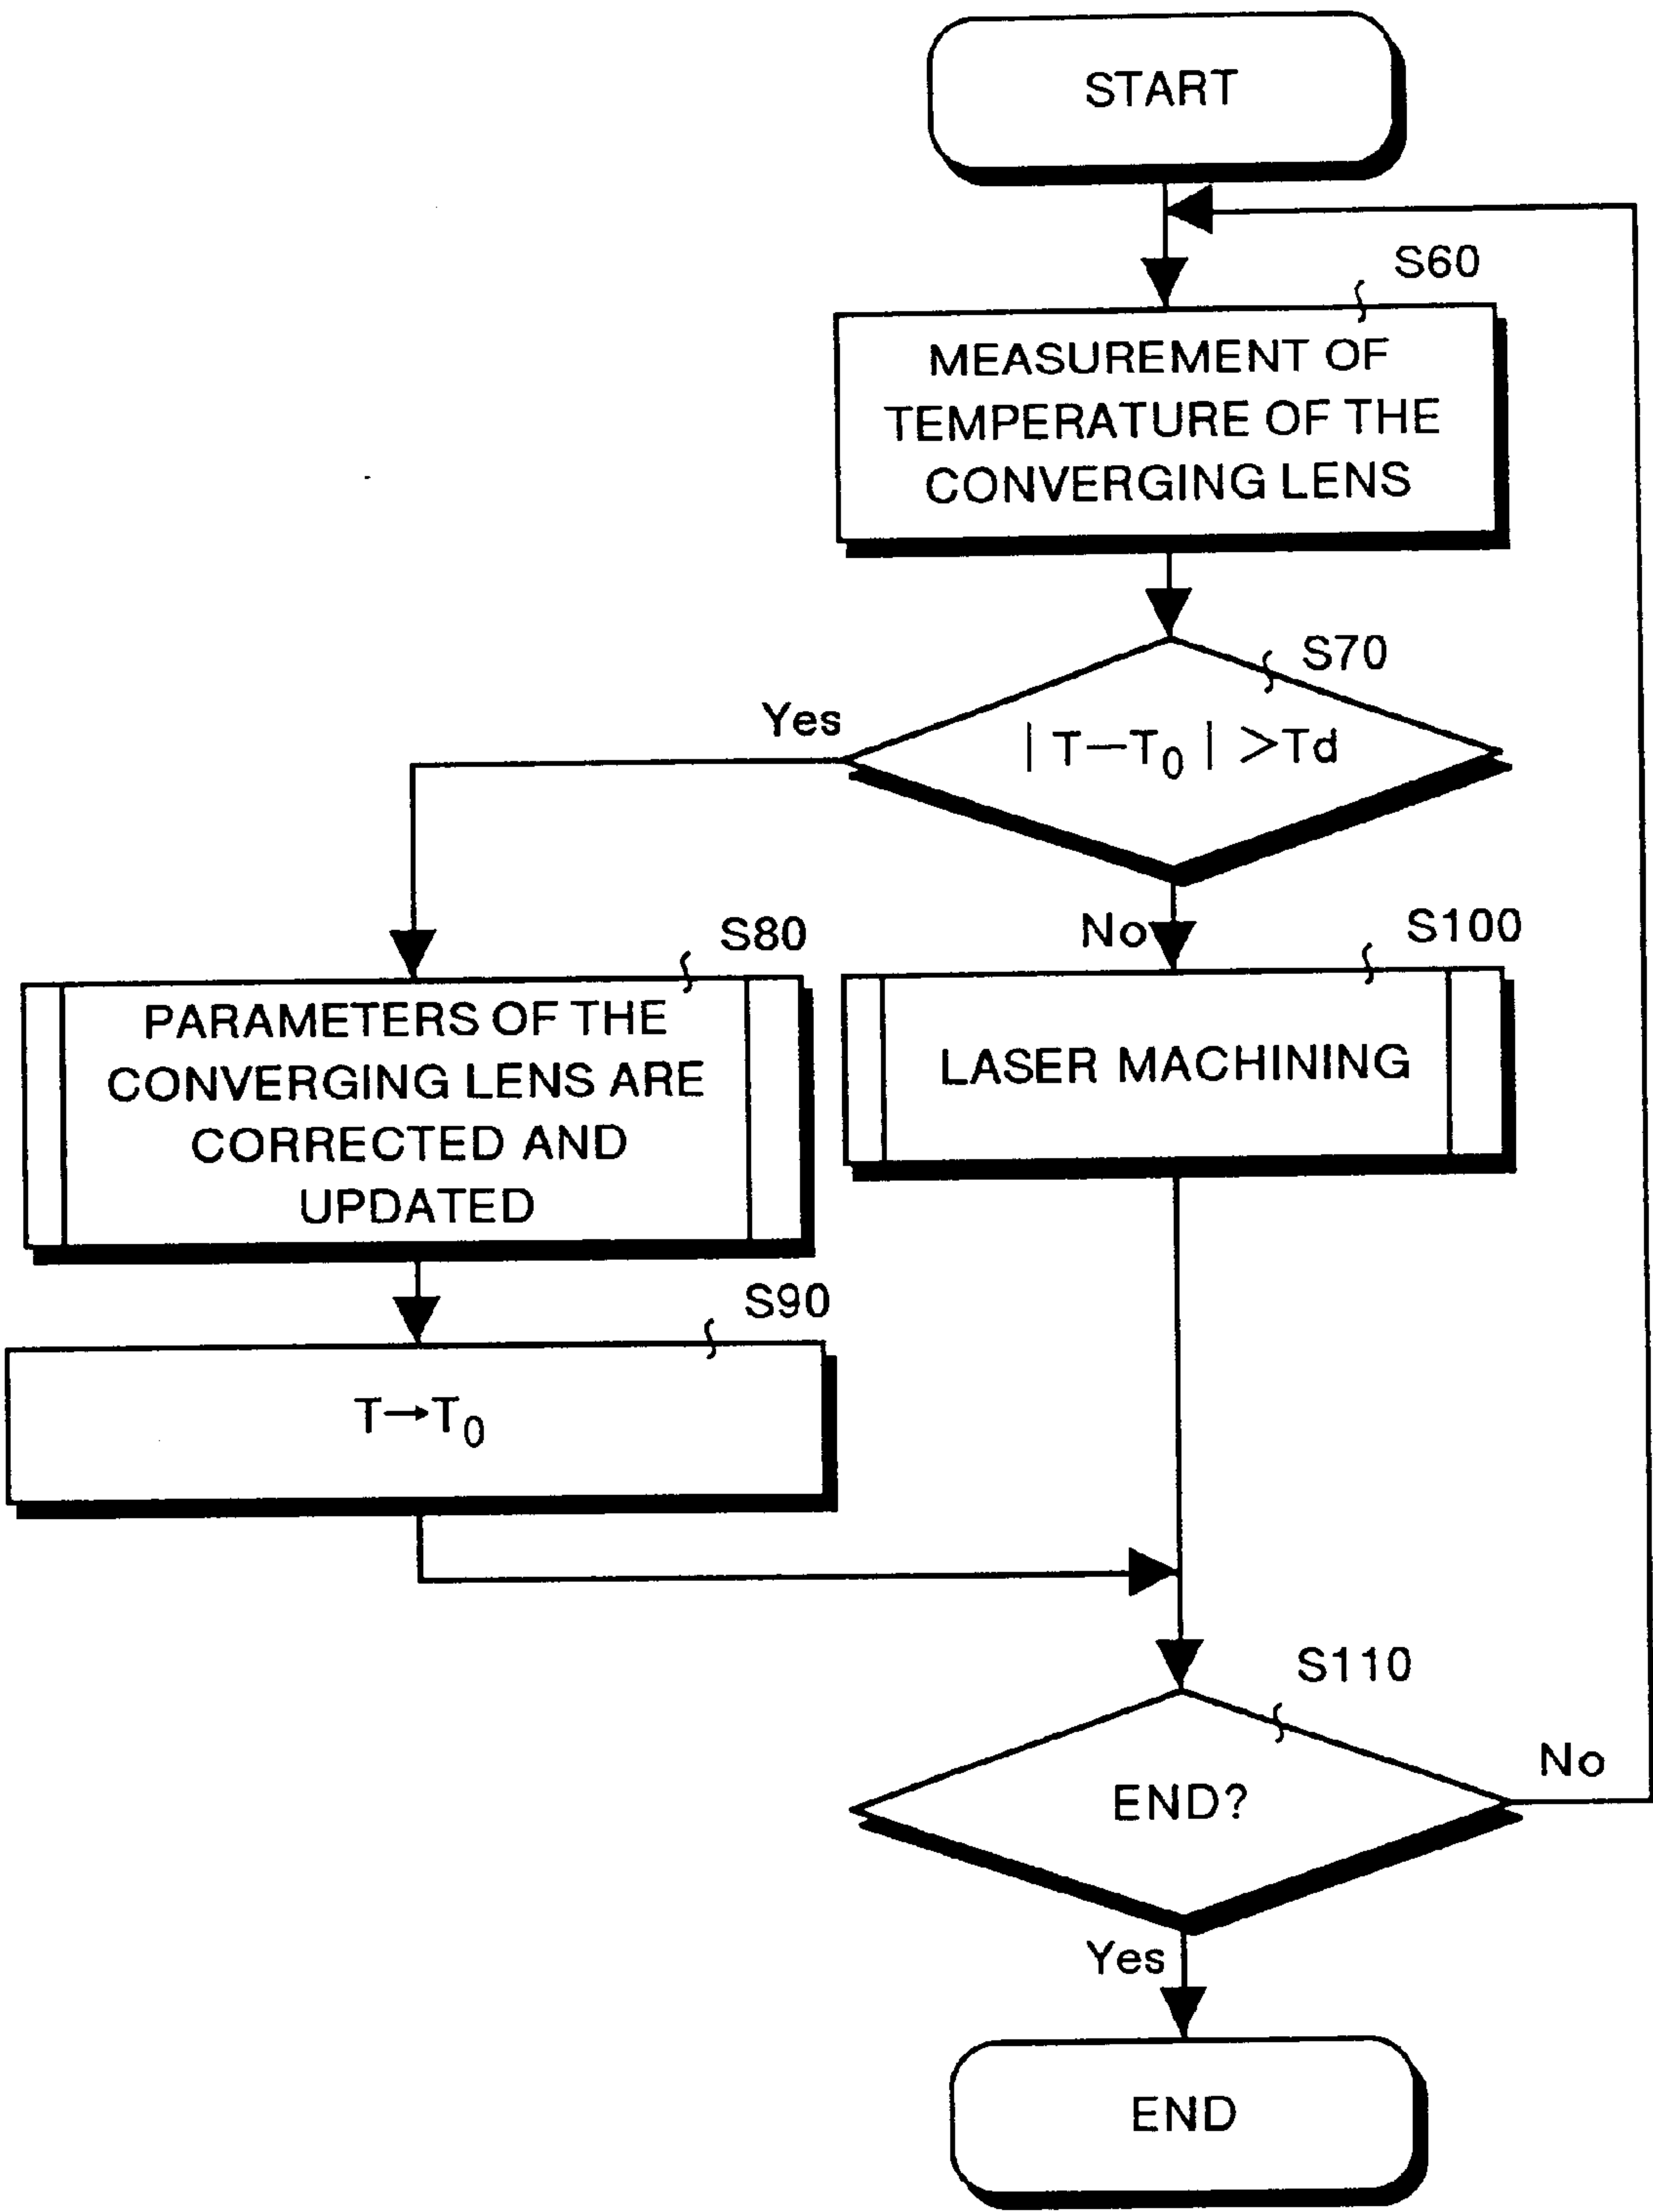 START
S60
MEASUREMENT OF
TEMPERATURE OF THE
CONVERGING LENS
S70
Yes
| T—T₀ | >Td
No
S80
PARAMETERS OF THE
CONVERGING LENS ARE
CORRECTED AND
UPDATED
S100
LASER MACHINING
S90
T→T₀
S110
END?
No
Yes
END